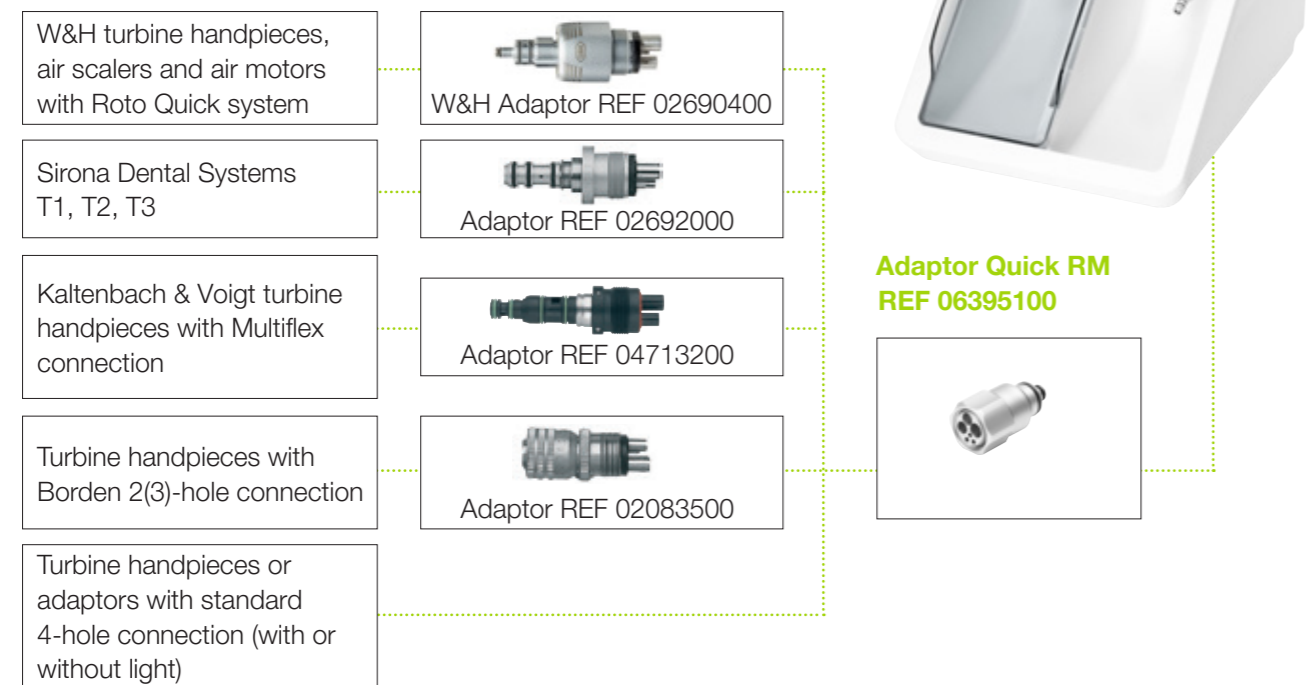 W&H turbine handpieces,
air scalers and air motors
with Roto Quick system
W&H Adaptor REF 02690400
Sirona Dental Systems
T1, T2, T3
Adaptor REF 02692000
Kaltenbach & Voigt turbine
handpieces with Multiflex
connection
Adaptor REF 04713200
Adaptor Quick RM
REF 06395100
Turbine handpieces with
Borden 2(3)-hole connection
Adaptor REF 02083500
Turbine handpieces or
adaptors with standard
4-hole connection (with or
without light)